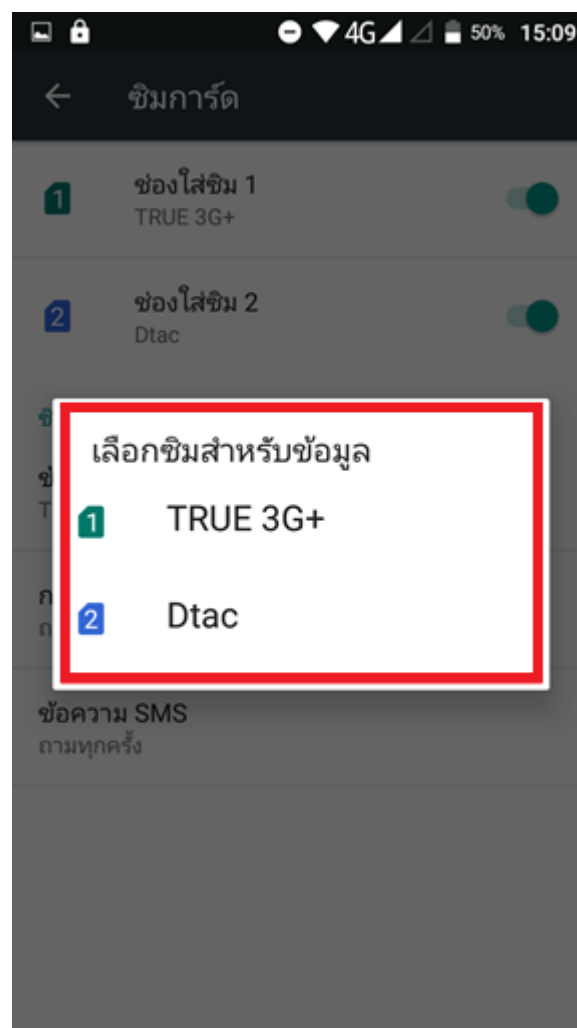 4G 50% 15:09
ซิมการ์ด
1 ช่องใส่ซิม 1
TRUE 3G+
2 ช่องใส่ซิม 2
Dtac
เลือกซิมสำหรับข้อมูล
1 TRUE 3G+
2 Dtac
ข้อความ SMS
ถามทุกครั้ง